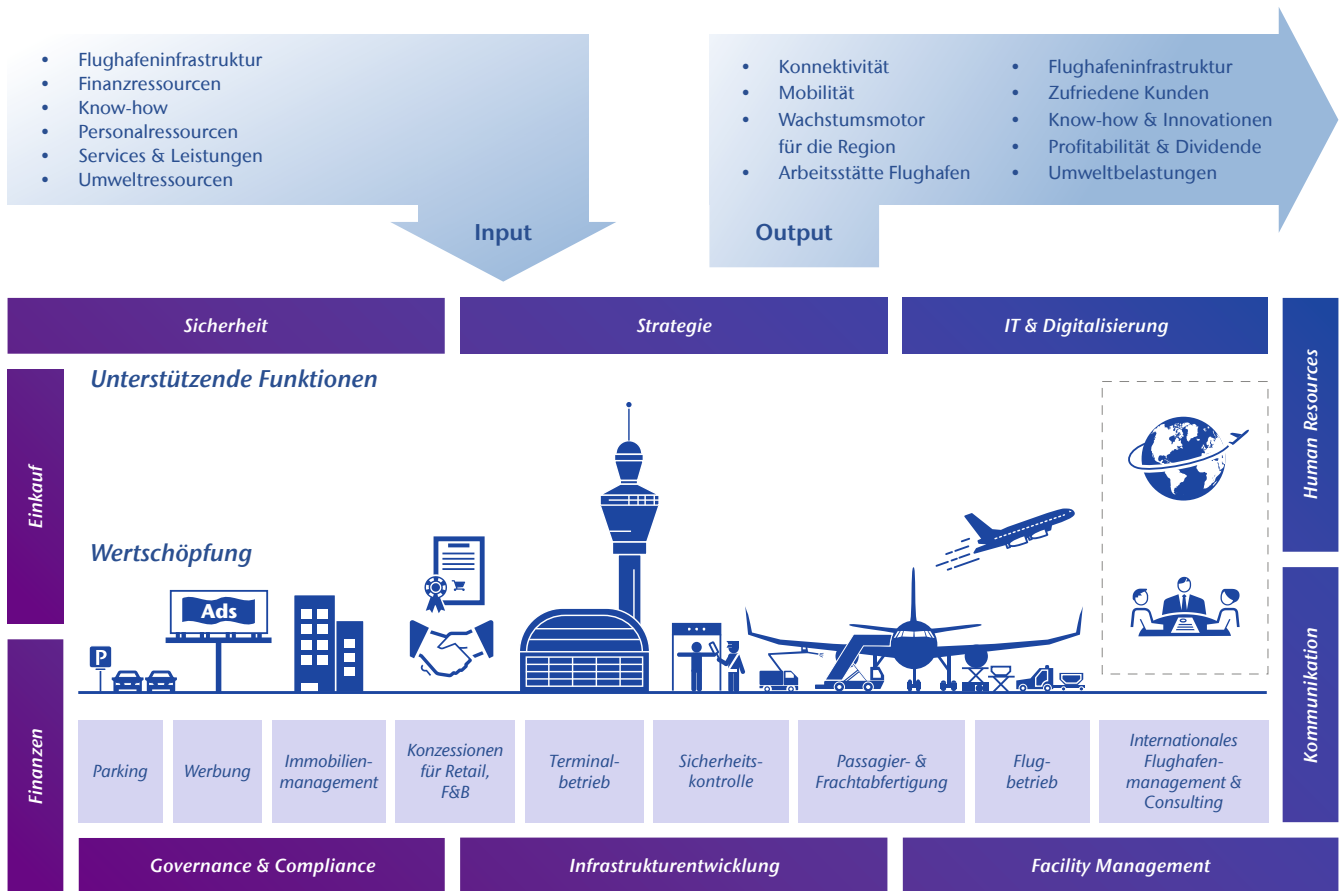 • Flughafeninfrastruktur
• Finanzressourcen
• Know-how
• Personalressourcen
• Services & Leistungen
• Umweltressourcen
Input
• Konnektivität
• Mobilität
• Wachstumsmotor
für die Region
• Arbeitsstätte Flughafen
• Flughafeninfrastruktur
• Zufriedene Kunden
• Know-how & Innovationen
• Profitabilität & Dividende
• Umweltbelastungen
Output
Sicherheit
Strategie
IT & Digitalisierung
Human Resources
Unterstützende Funktionen
Einkauf
Wertschöpfung
Ads
P
Finanzen
Kommunikation
Parking
Werbung
Immobilien-
management
Konzessionen
für Retail,
F&B
Terminal-
betrieb
Sicherheits-
kontrolle
Passagier- &
Frachtabfertigung
Flug-
betrieb
Internationales
Flughafen-
management &
Consulting
Governance & Compliance
Infrastrukturentwicklung
Facility Management